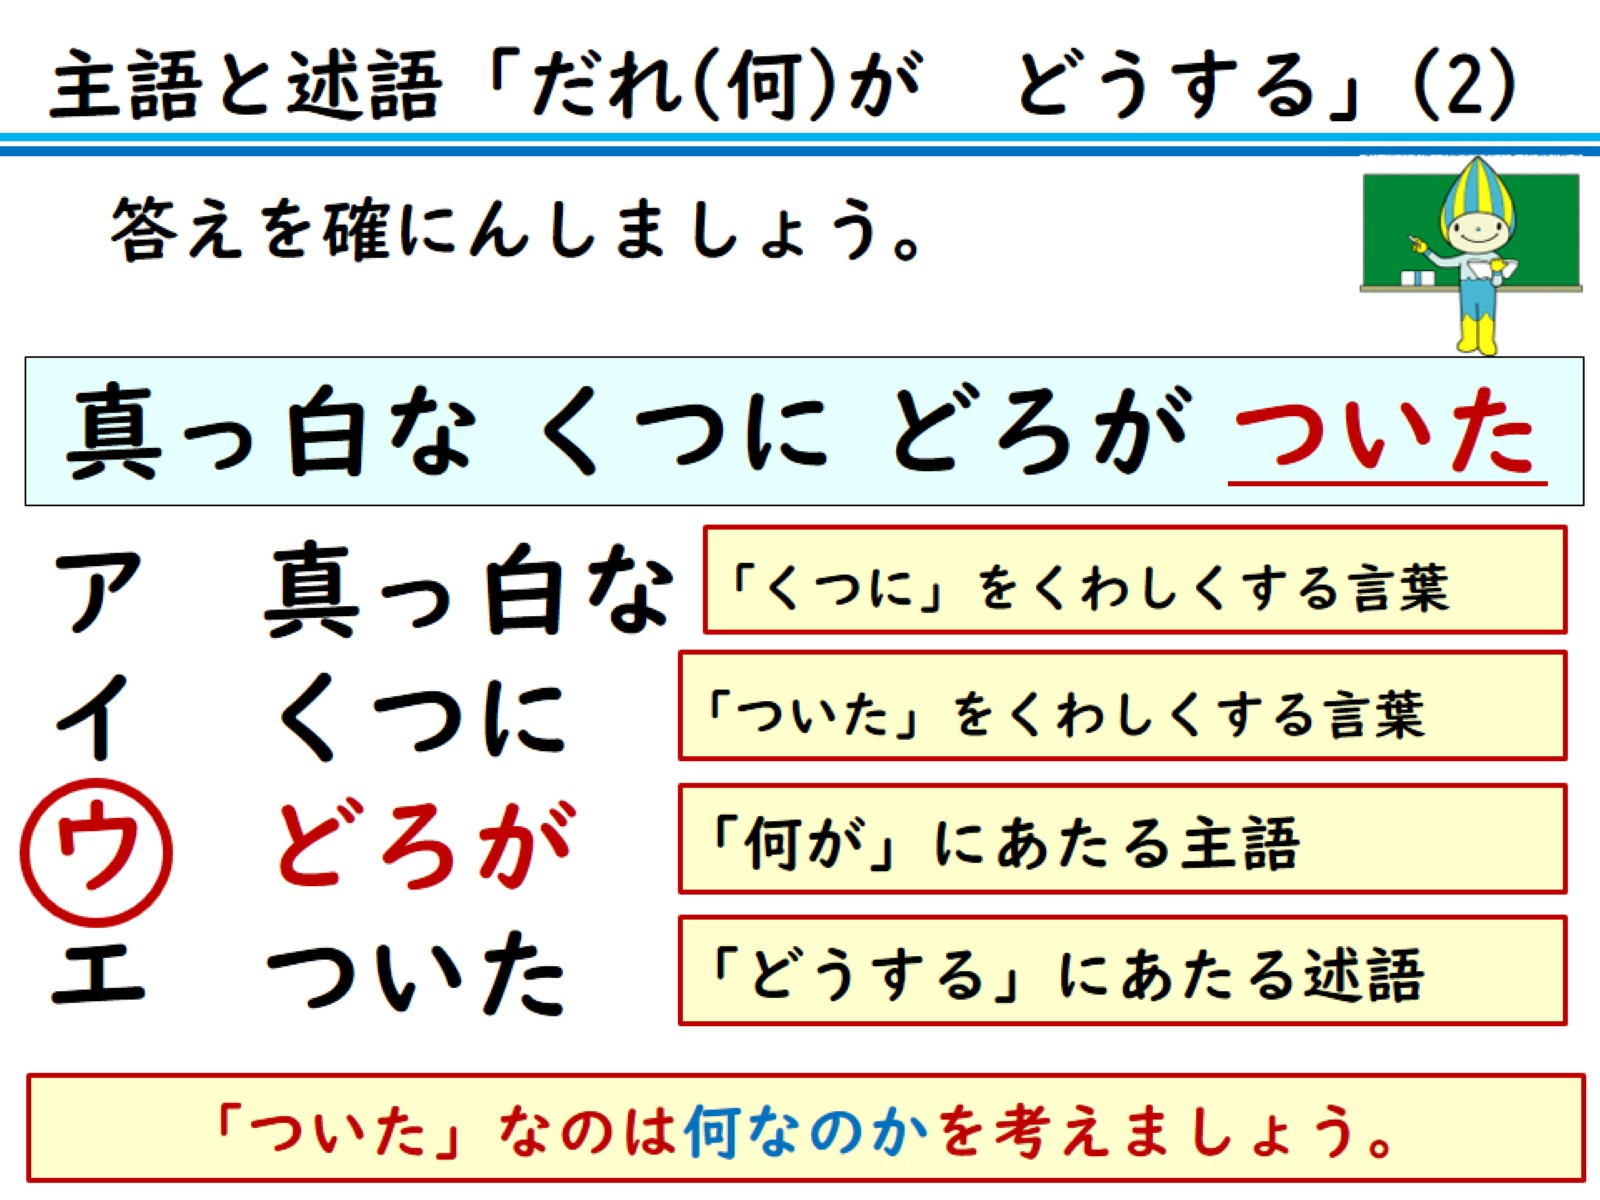 主語と述語「だれ(何)が　どうする」(2)
答えを確にんしましょう。
真っ白な くつに どろが ついた
ア　真っ白な 「くつに」をくわしくする言葉
イ　くつに 「ついた」をくわしくする言葉
ウ　どろが 「何が」にあたる主語
エ　ついた 「どうする」にあたる述語
「ついた」なのは何なのかを考えましょう。